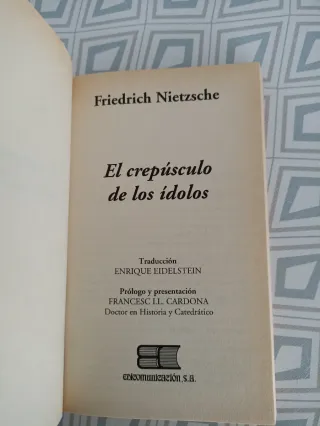 Friedrich Nietzsche
El crepúsculo
de los ídolos
Traducción
ENRIQUE EIDELSTEIN
Prólogo y presentación
FRANCESC LL. CARDONA
Doctor en Historia y Catedrático
EDICOMUNICACIÓN, S.A.